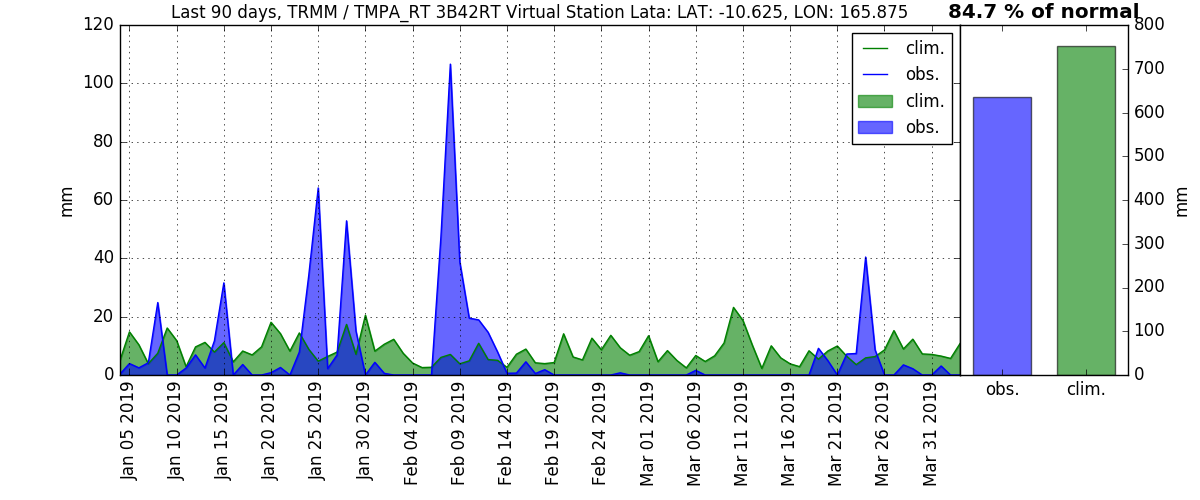 Last 90 days, TRMM / TMPA_RT 3B42RT Virtual Station Lata: LAT: -10.625, LON: 165.875
84.7 % of normal
120
100
80
60
40
20
0
mm
clim.
obs.
clim.
obs.
Jan 05 2019
Jan 10 2019
Jan 15 2019
Jan 20 2019
Jan 25 2019
Jan 30 2019
Feb 04 2019
Feb 09 2019
Feb 14 2019
Feb 19 2019
Feb 24 2019
Mar 01 2019
Mar 06 2019
Mar 11 2019
Mar 16 2019
Mar 21 2019
Mar 26 2019
Mar 31 2019
800
700
600
500
400
300
200
100
0
mm
obs.
clim.